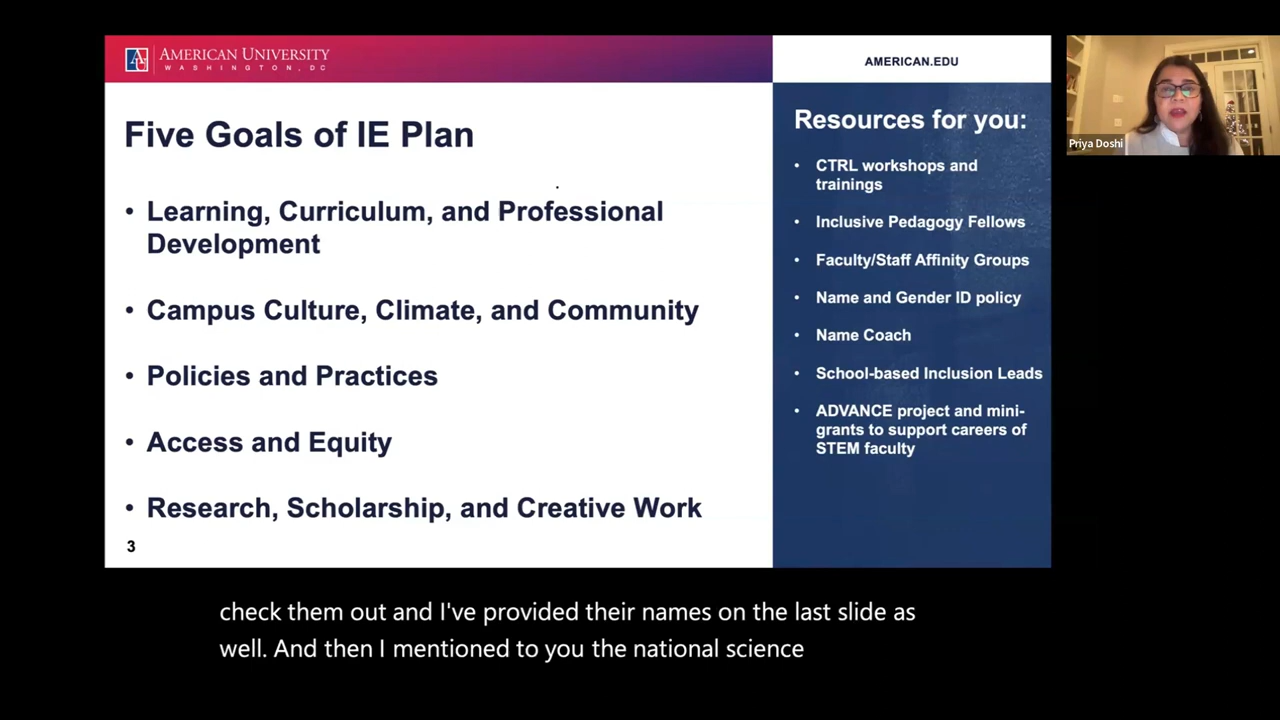 AMERICAN UNIVERSITY
WASHINGTON, DC
AMERICAN.EDU
Five Goals of IE Plan
• Learning, Curriculum, and Professional
Development
• Campus Culture, Climate, and Community
• Policies and Practices
• Access and Equity
• Research, Scholarship, and Creative Work
3
Resources for you:
• CTRL workshops and
trainings
• Inclusive Pedagogy Fellows
• Faculty/Staff Affinity Groups
• Name and Gender ID policy
• Name Coach
• School-based Inclusion Leads
• ADVANCE project and mini-
grants to support careers of
STEM faculty
Priya Doshi
check them out and I've provided their names on the last slide as
well. And then I mentioned to you the national science